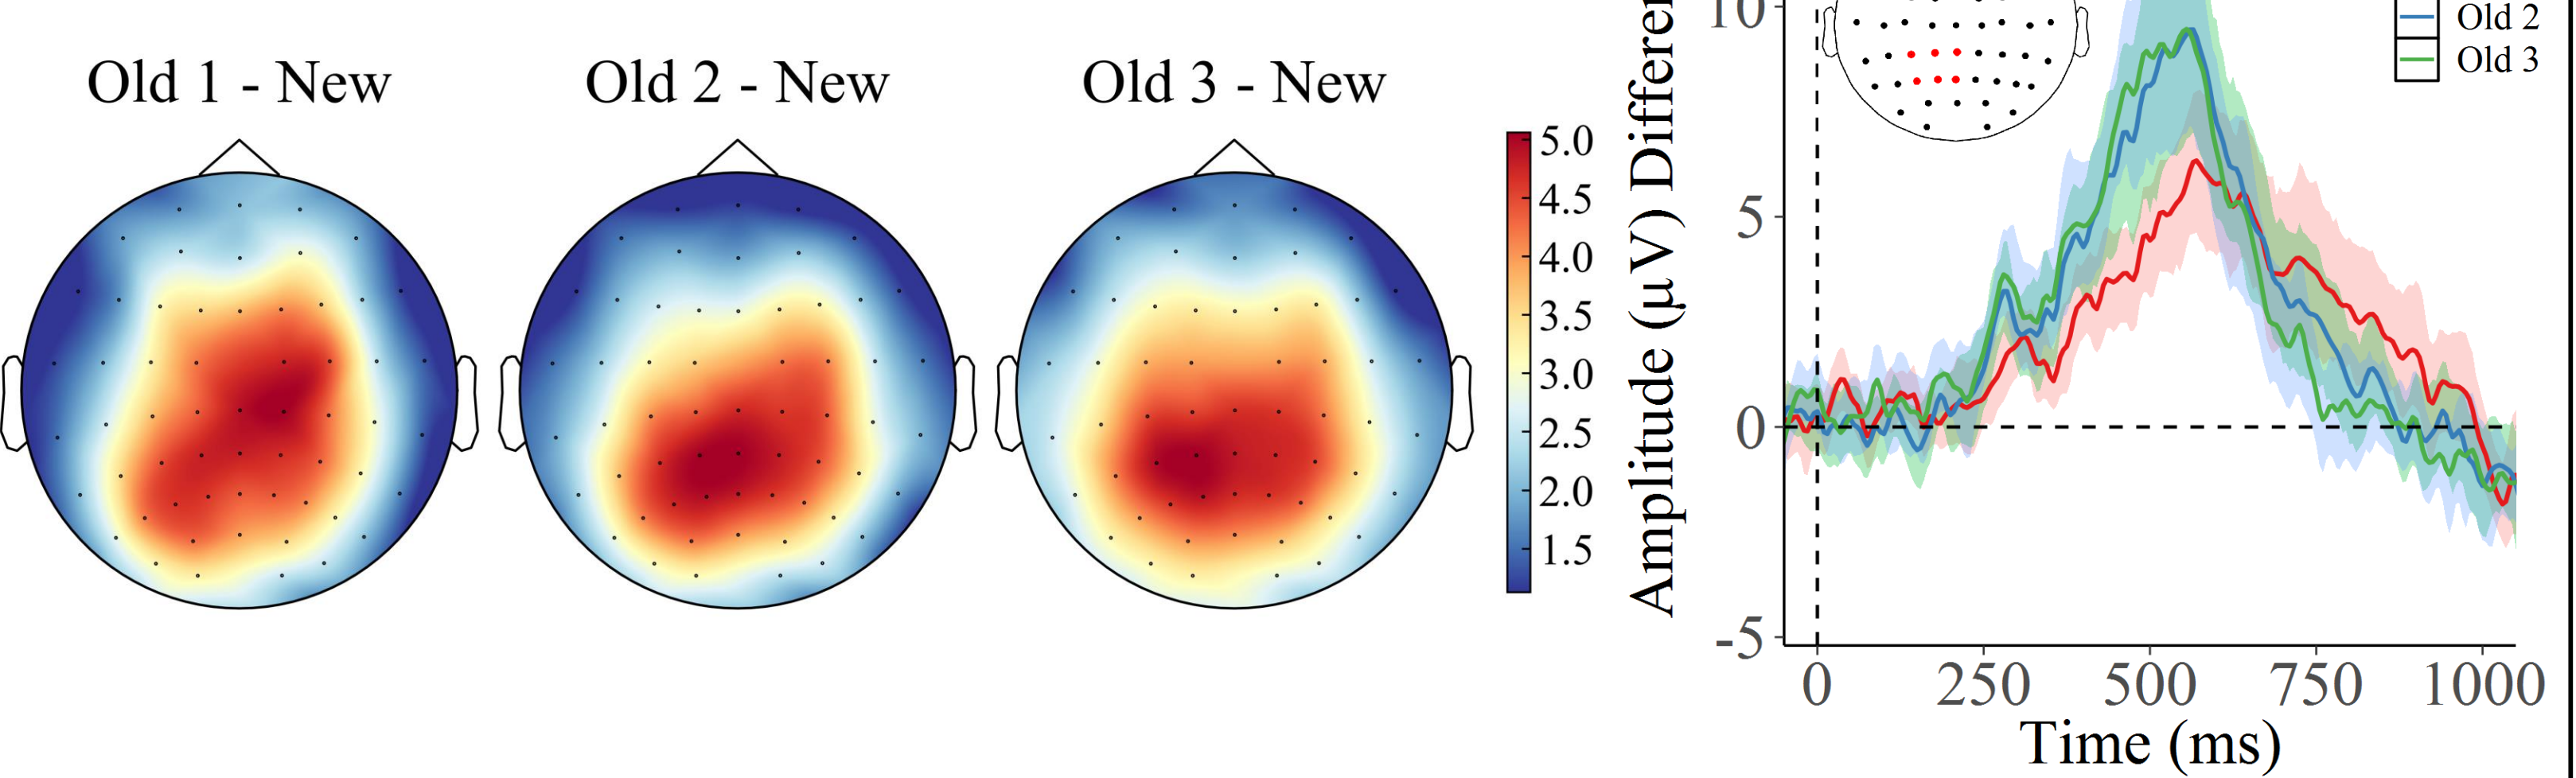 Old 1 - New
Old 2 - New
Old 3 - New
5.0
4.5
4.0
3.5
3.0
2.5
2.0
1.5
Amplitude (μV)
10
5
0
-5
0 250 500 750 1000
Time (ms)
Old 2
Old 3